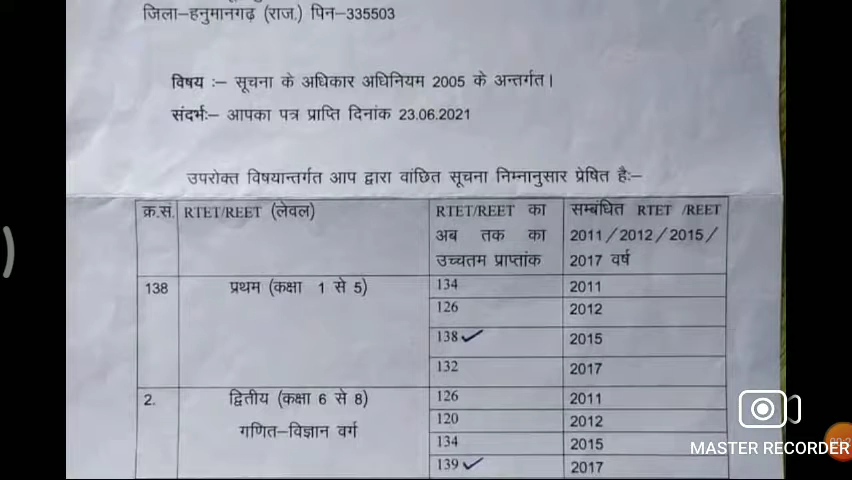 जिला–हनुमानगढ़ (राज.) पिन–335503
विषय :– सूचना के अधिकार अधिनियम 2005 के अन्तर्गत।
संदर्भः– आपका पत्र प्राप्ति दिनांक 23.06.2021
उपरोक्त विषयान्तर्गत आप द्वारा वांछित सूचना निम्नानुसार प्रेषित हैः–
क्र.सं. RTET/REET (लेवल)
RTET/REET का
अब तक का
उच्चतम प्राप्तांक
सम्बंधित RTET /REET
2011/2012/2015/
2017 वर्ष
138 प्रथम (कक्षा 1 से 5) 134 2011
126 2012
138 2015
132 2017
2. द्वितीय (कक्षा 6 से 8) 126 2011
गणित–विज्ञान वर्ग 120 2012
134 2015
139 2017
MASTER RECORDER